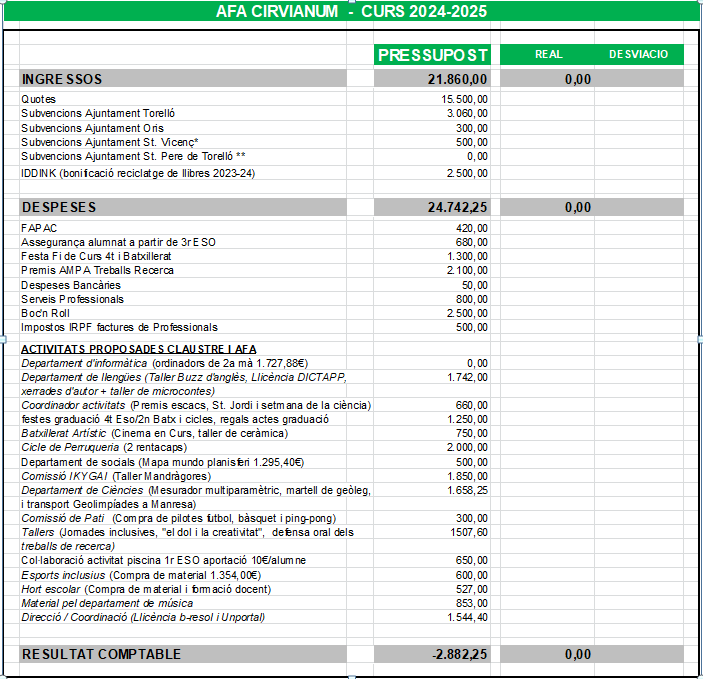 AFA CIRVIANUM - CURS 2024-2025
PRESSUPOST REAL DESVIACIO
INGRESSOS 21.860,00 0,00
Quotes 15.500,00
Subvencions Ajuntament Torelló 3.060,00
Subvencions Ajuntament Oris 300,00
Subvencions Ajuntament St. Vicenç* 500,00
Subvencions Ajuntament St. Pere de Torelló ** 0,00
IDDINK (bonificació reciclatge de llibres 2023-24) 2.500,00
DESPESES 24.742,25 0,00
FAPAC 420,00
Assegurança alumnat a partir de 3r ESO 680,00
Festa Fi de Curs 4t i Batxillerat 1.300,00
Premis AMPA Treballs Recerca 2.100,00
Despeses Bancàries 50,00
Serveis Professionals 800,00
Boc'n Roll 2.500,00
Impostos IRPF factures de Professionals 500,00
ACTIVITATS PROPOSADES CLAUSTRE I AFA
Departament d'informàtica (ordinadors de 2a mà 1.727,88€) 0,00
Departament de llengües (Taller Buzz d'anglès, Llicència DICTAPP, 1.742,00
xerrades d'autor + taller de microcontes)
Coordinador activitats (Premis escacs, St. Jordi i setmana de la ciència) 660,00
festes graduació 4t Eso/2n Batx i cicles, regals actes graduació 1.250,00
Batxillerat Artístic (Cinema en Curs, taller de ceràmica) 750,00
Cicle de Perruqueria (2 rentacaps) 2.000,00
Departament de socials (Mapa mundo planisferi 1.295,40€) 500,00
Comissió IKYGAI (Taller Mandràgores) 1.850,00
Departament de Ciències (Mesurador multiparamètric, martell de geòleg, 1.658,25
i transport Geolimpíades a Manresa)
Comissió de Pati (Compra de pilotes futbol, bàsquet i ping-pong) 300,00
Tallers (Jornades inclusives, "el dol i la creativitat", defensa oral dels 1507,60
treballs de recerca)
Col·laboració activitat piscina 1r ESO aportació 10€/alumne 650,00
Esports inclusius (Compra de material 1.354,00€) 600,00
Hort escolar (Compra de material i formació docent) 527,00
Material pel departament de música 853,00
Direcció / Coordinació (Llicència b-resol i Unportal) 1.544,40
RESULTAT COMPTABLE -2.882,25 0,00